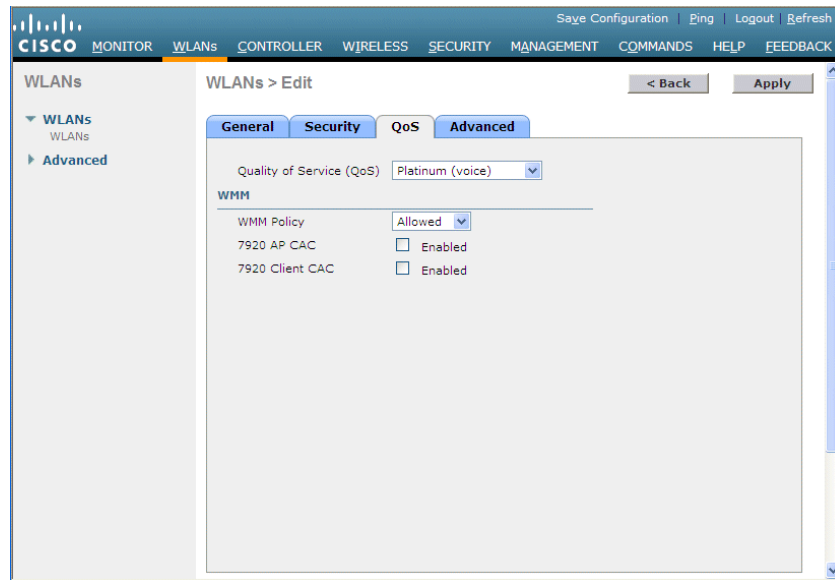 Save Configuration | Ping | Logout | Refresh
CISCO MONITOR WLANs CONTROLLER WIRELESS SECURITY MANAGEMENT COMMANDS HELP FEEDBACK
WLANs
WLANs
WLANs
Advanced
WLANs > Edit
< Back
Apply
General Security QoS Advanced
Quality of Service (QoS) Platinum (voice)
WMM
WMM Policy Allowed
7920 AP CAC Enabled
7920 Client CAC Enabled